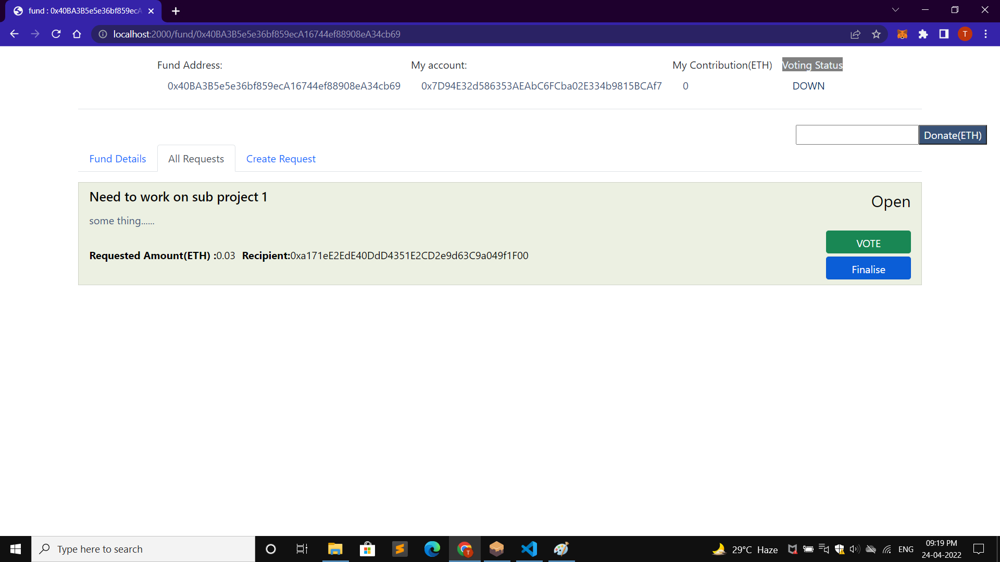 fund : 0x40BA3B5e5e36bf859ecA
localhost:2000/fund/0x40BA3B5e5e36bf859ecA16744ef88908eA34cb69
T
Fund Address: My account: My Contribution(ETH) Voting Status
0x40BA3B5e5e36bf859ecA16744ef88908eA34cb69 0x7D94E32d586353AEAbC6FCba02E334b9815BCAf7 0 DOWN
Donate(ETH)
Fund Details All Requests Create Request
Need to work on sub project 1
Open
some thing......
VOTE
Requested Amount(ETH) :0.03 Recipient:0xa171eE2EdE40DdD4351E2CD2e9d63C9a049f1F00
Finalise
Type here to search
T
29°C Haze
ENG
09:19 PM
24-04-2022